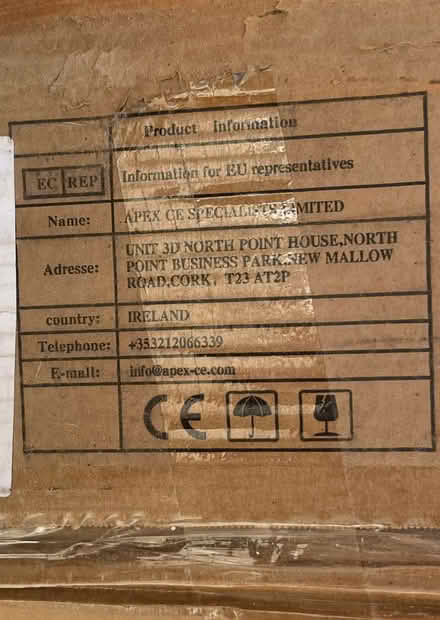 Product Information
EC REP
Information for EU representatives
Name: APEX CE SPECIALISTS LIMITED
Adresse: UNIT 3D NORTH POINT HOUSE,NORTH
POINT BUSINESS PARK,NEW MALLOW
ROAD,CORK, T23 AT2P
country: IRELAND
Telephone: +353212066339
E-mail: info@apex-ce.com
CE